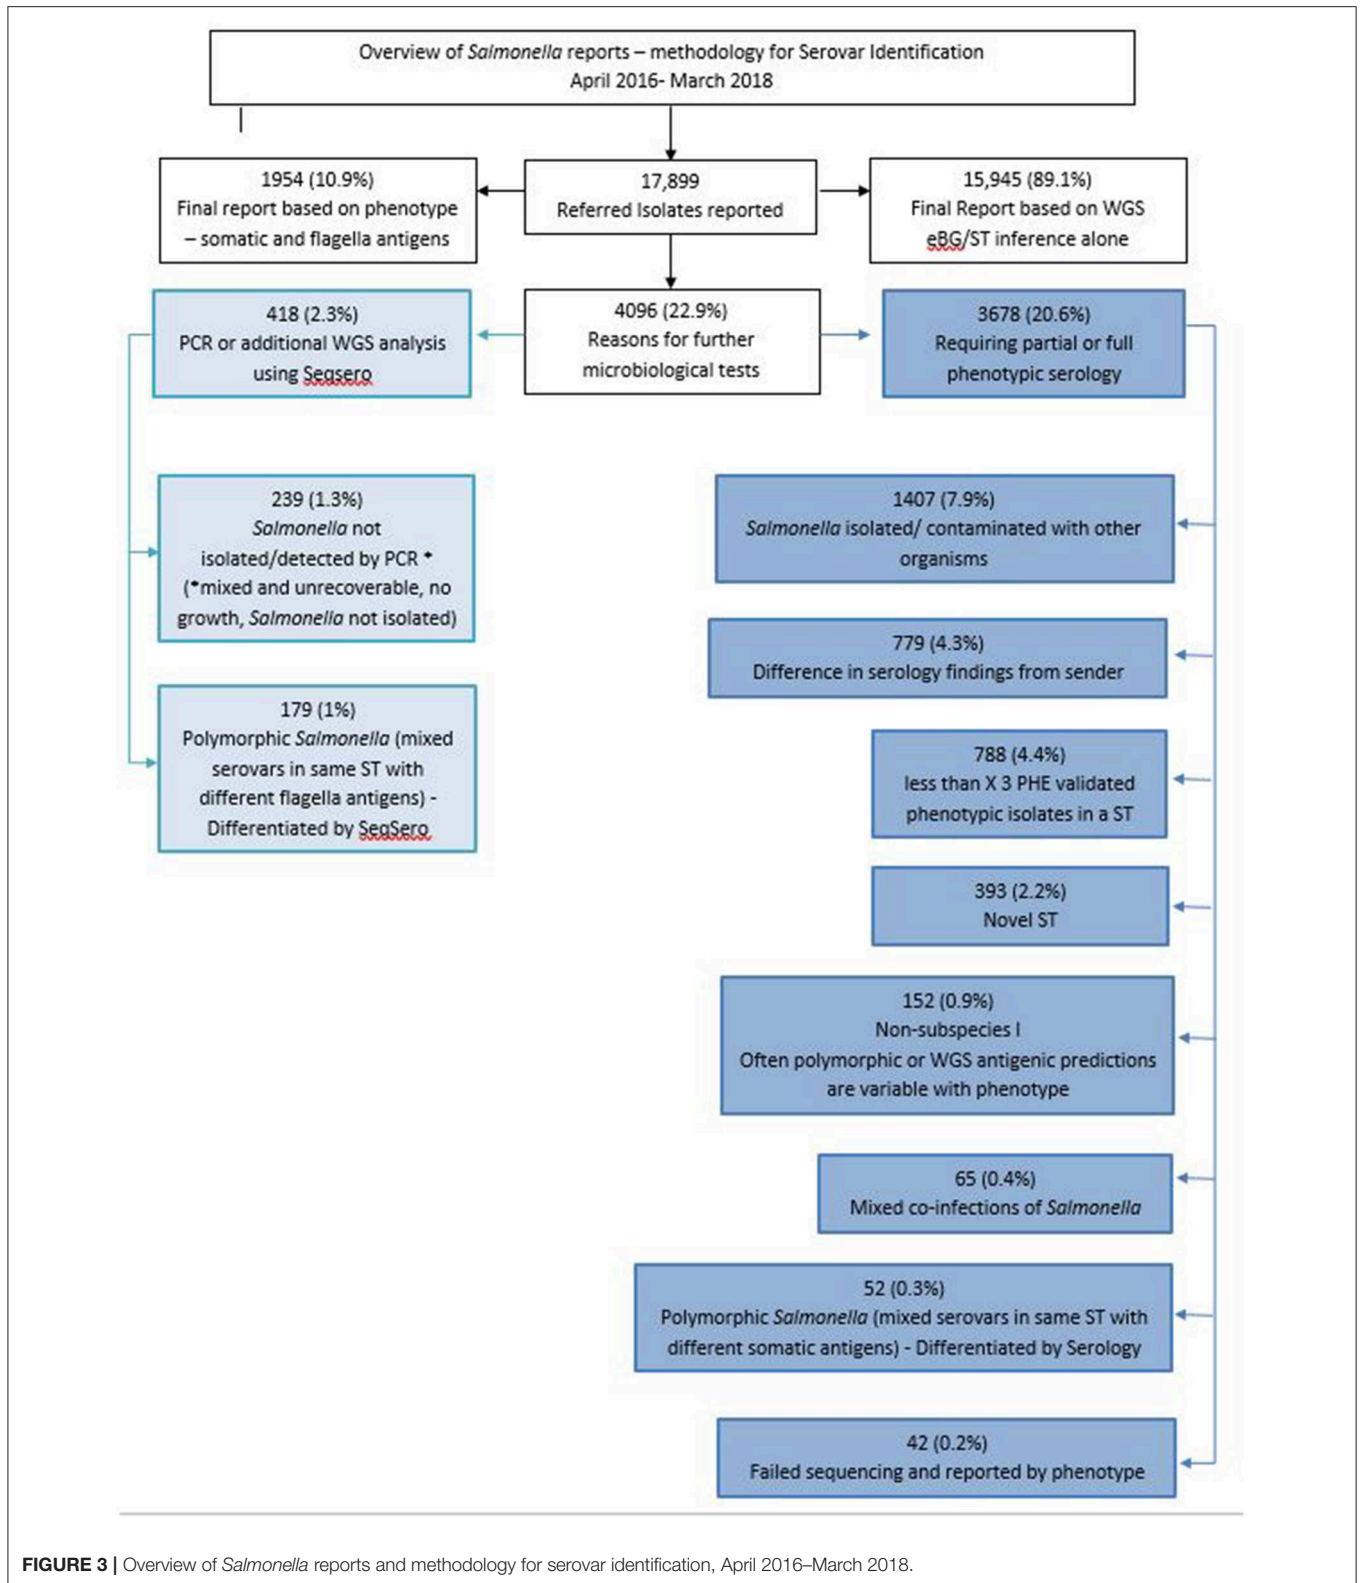 Overview of Salmonella reports – methodology for Serovar Identification
April 2016- March 2018
1954 (10.9%)
Final report based on phenotype
– somatic and flagella antigens
17,899
Referred Isolates reported
15,945 (89.1%)
Final Report based on WGS
eBG/ST inference alone
418 (2.3%)
PCR or additional WGS analysis
using Seqsero
4096 (22.9%)
Reasons for further
microbiological tests
3678 (20.6%)
Requiring partial or full
phenotypic serology
239 (1.3%)
Salmonella not
isolated/detected by PCR *
(*mixed and unrecoverable, no
growth, Salmonella not isolated)
179 (1%)
Polymorphic Salmonella (mixed
serovars in same ST with
different flagella antigens) -
Differentiated by SeqSero
1407 (7.9%)
Salmonella isolated/ contaminated with other
organisms
779 (4.3%)
Difference in serology findings from sender
788 (4.4%)
less than X 3 PHE validated
phenotypic isolates in a ST
393 (2.2%)
Novel ST
152 (0.9%)
Non-subspecies I
Often polymorphic or WGS antigenic predictions
are variable with phenotype
65 (0.4%)
Mixed co-infections of Salmonella
52 (0.3%)
Polymorphic Salmonella (mixed serovars in same ST with
different somatic antigens) - Differentiated by Serology
42 (0.2%)
Failed sequencing and reported by phenotype
FIGURE 3 | Overview of Salmonella reports and methodology for serovar identification, April 2016–March 2018.